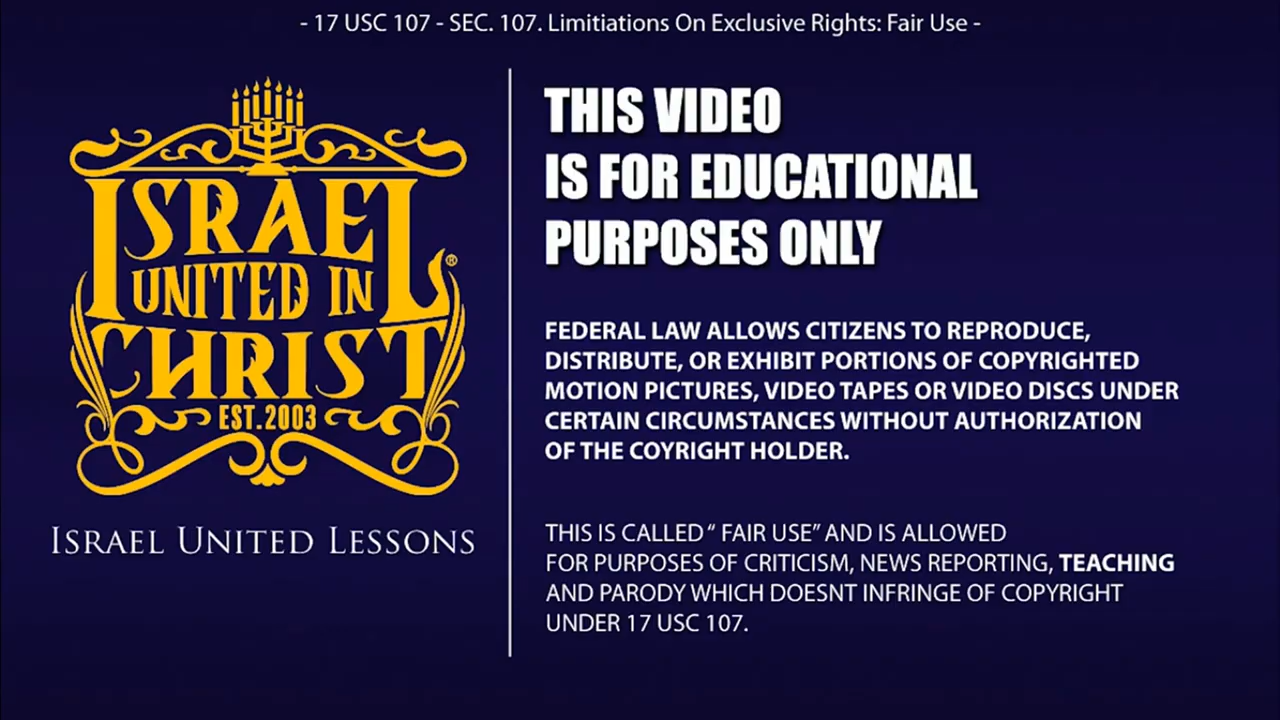 - 17 USC 107 - SEC. 107. Limitiations On Exclusive Rights: Fair Use -
ISRAEL
UNITED IN
CHRIST
EST.2003
®
ISRAEL UNITED LESSONS
THIS VIDEO
IS FOR EDUCATIONAL
PURPOSES ONLY
FEDERAL LAW ALLOWS CITIZENS TO REPRODUCE,
DISTRIBUTE, OR EXHIBIT PORTIONS OF COPYRIGHTED
MOTION PICTURES, VIDEO TAPES OR VIDEO DISCS UNDER
CERTAIN CIRCUMSTANCES WITHOUT AUTHORIZATION
OF THE COYRIGHT HOLDER.
THIS IS CALLED “ FAIR USE” AND IS ALLOWED
FOR PURPOSES OF CRITICISM, NEWS REPORTING, TEACHING
AND PARODY WHICH DOESNT INFRINGE OF COPYRIGHT
UNDER 17 USC 107.